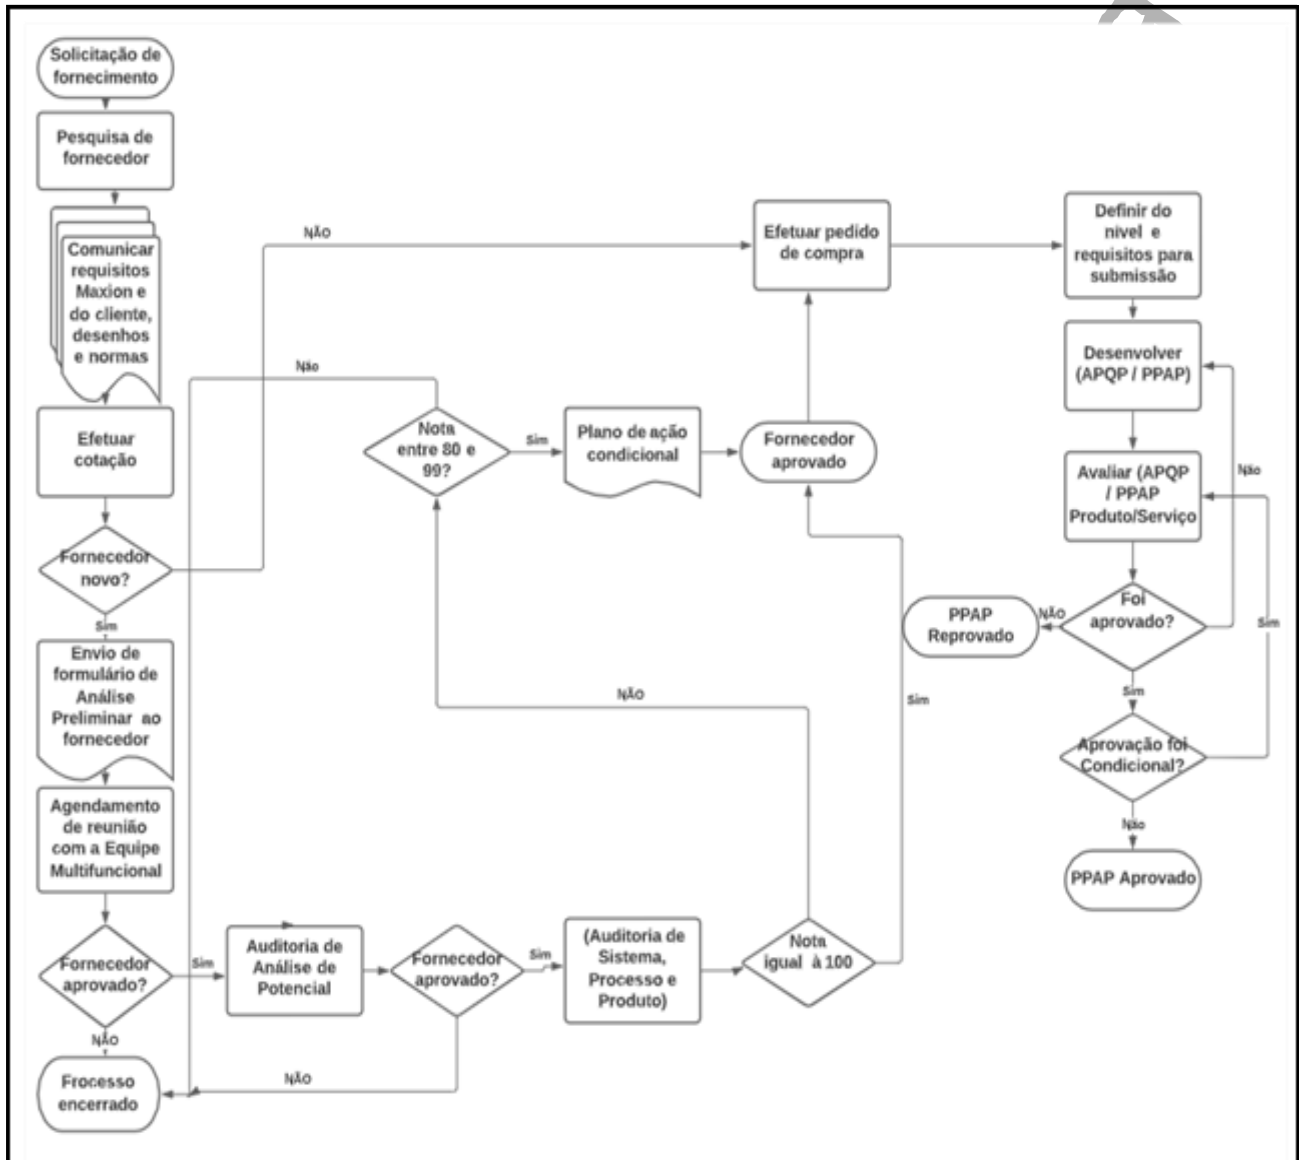 Solicitação de
fornecimento
Pesquisa de
fornecedor
Comunicar
requisitos
Maxion e
do cliente,
desenhos
e normas
Efetuar
cotação
Fornecedor
novo?
NÃO
Sim
Envio de
formulário de
Análise
Preliminar ao
fornecedor
Agendamento
de reunião
com a Equipe
Multifuncional
Fornecedor
aprovado?
Sim
NÃO
Frocesso
encerrado
Auditoria de
Análise de
Potencial
Fornecedor
aprovado?
NÃO
Sim
(Auditoria de
Sistema,
Processo e
Produto)
Nota
igual à 100
NÃO
Sim
Nota
entre 80 e
99?
Não
Sim
Plano de ação
condicional
Fornecedor
aprovado
Efetuar pedido
de compra
Definir do
nível e
requisitos para
submissão
Desenvolver
(APQP / PPAP)
Avaliar (APQP
/ PPAP
Produto/Serviço
Não
Foi
aprovado?
NÃO
PPAP
Reprovado
Sim
Aprovação foi
Condicional?
Sim
Não
PPAP Aprovado